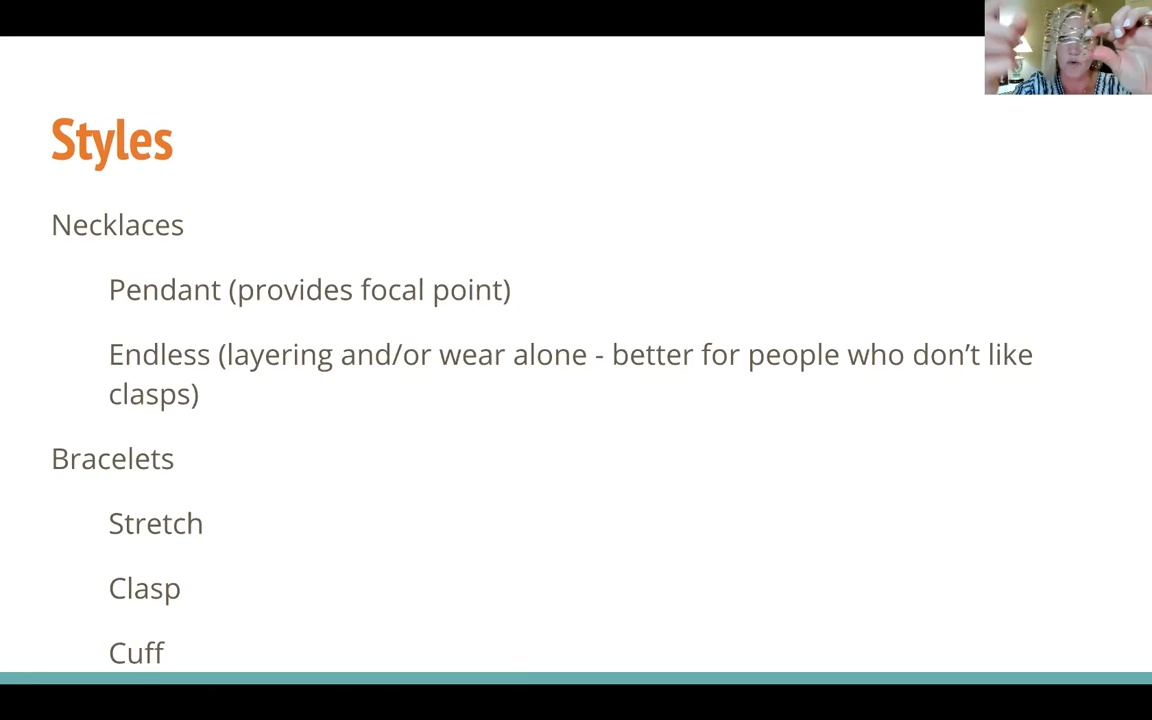 Styles
Necklaces
Pendant (provides focal point)
Endless (layering and/or wear alone - better for people who don’t like
clasps)
Bracelets
Stretch
Clasp
Cuff